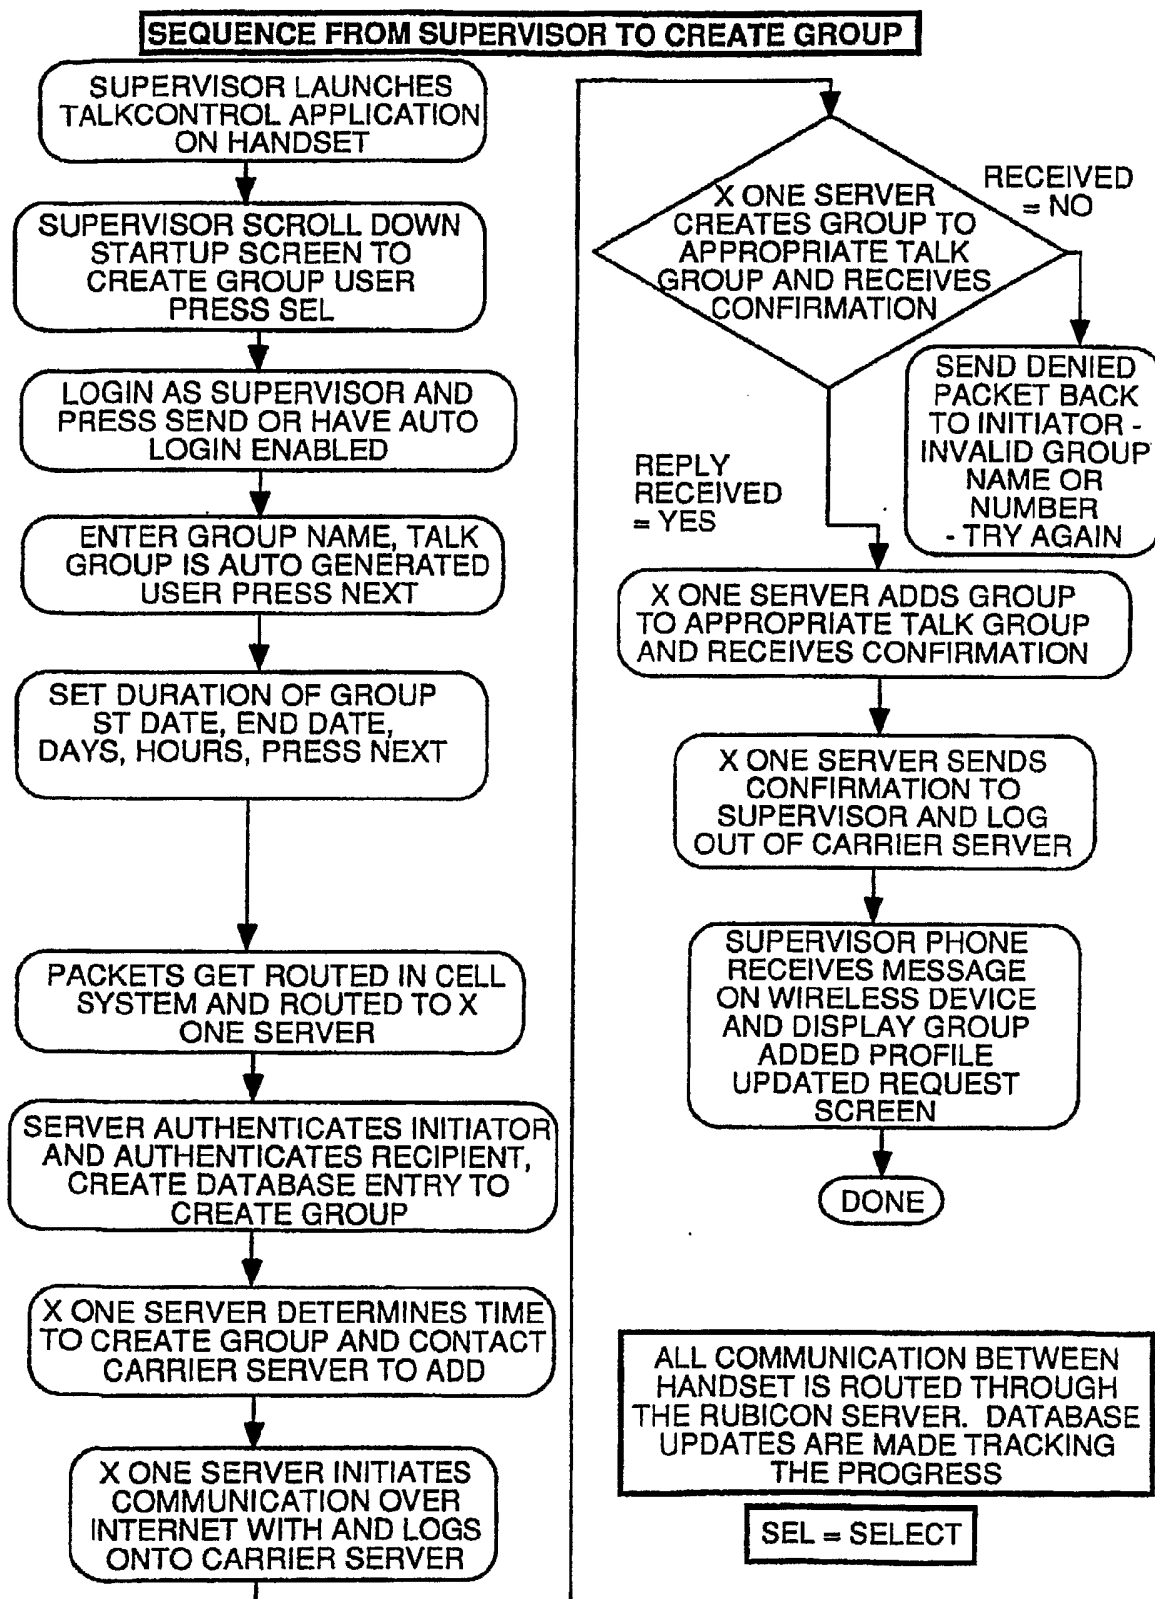 SEQUENCE FROM SUPERVISOR TO CREATE GROUP
SUPERVISOR LAUNCHES
TALKCONTROL APPLICATION
ON HANDSET
SUPERVISOR SCROLL DOWN
STARTUP SCREEN TO
CREATE GROUP USER
PRESS SEL
LOGIN AS SUPERVISOR AND
PRESS SEND OR HAVE AUTO
LOGIN ENABLED
ENTER GROUP NAME, TALK
GROUP IS AUTO GENERATED
USER PRESS NEXT
SET DURATION OF GROUP
ST DATE, END DATE,
DAYS, HOURS, PRESS NEXT
PACKETS GET ROUTED IN CELL
SYSTEM AND ROUTED TO X
ONE SERVER
SERVER AUTHENTICATES INITIATOR
AND AUTHENTICATES RECIPIENT,
CREATE DATABASE ENTRY TO
CREATE GROUP
X ONE SERVER DETERMINES TIME
TO CREATE GROUP AND CONTACT
CARRIER SERVER TO ADD
X ONE SERVER INITIATES
COMMUNICATION OVER
INTERNET WITH AND LOGS
ONTO CARRIER SERVER
X ONE SERVER
CREATES GROUP TO
APPROPRIATE TALK
GROUP AND RECEIVES
CONFIRMATION
RECEIVED
= NO
SEND DENIED
PACKET BACK
TO INITIATOR -
INVALID GROUP
NAME OR
NUMBER
- TRY AGAIN
REPLY
RECEIVED
= YES
X ONE SERVER ADDS GROUP
TO APPROPRIATE TALK GROUP
AND RECEIVES CONFIRMATION
X ONE SERVER SENDS
CONFIRMATION TO
SUPERVISOR AND LOG
OUT OF CARRIER SERVER
SUPERVISOR PHONE
RECEIVES MESSAGE
ON WIRELESS DEVICE
AND DISPLAY GROUP
ADDED PROFILE
UPDATED REQUEST
SCREEN
DONE
ALL COMMUNICATION BETWEEN
HANDSET IS ROUTED THROUGH
THE RUBICON SERVER. DATABASE
UPDATES ARE MADE TRACKING
THE PROGRESS
SEL = SELECT